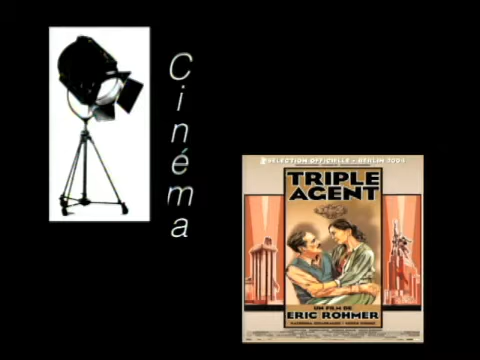 Cinéma
SÉLECTION OFFICIELLE - BERLIN 2004
TRIPLE
AGENT
UN FILM DE
ERIC ROHMER